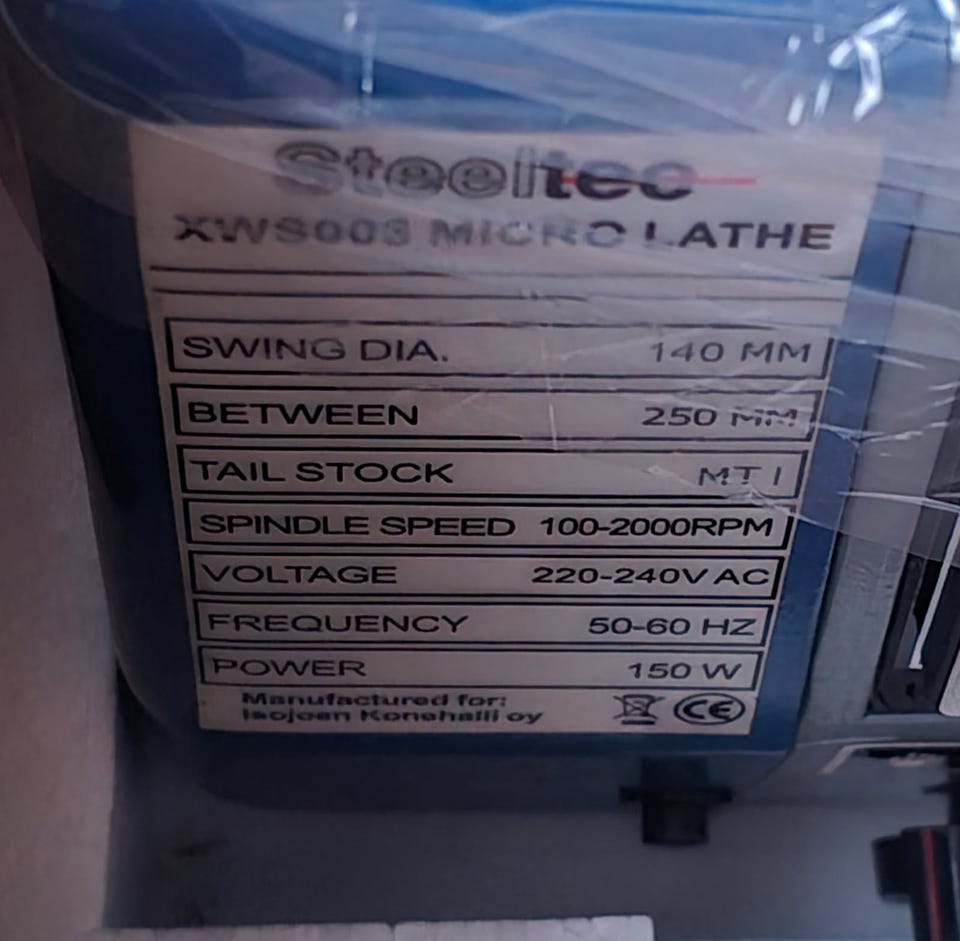 Steeltec
XWS003 MICRO LATHE
SWING DIA. 140 MM
BETWEEN 250 MM
TAIL STOCK MT I
SPINDLE SPEED 100-2000RPM
VOLTAGE 220-240V AC
FREQUENCY 50-60 HZ
POWER 150 W
Manufactured for:
Isojoen Konehalli oy
CE